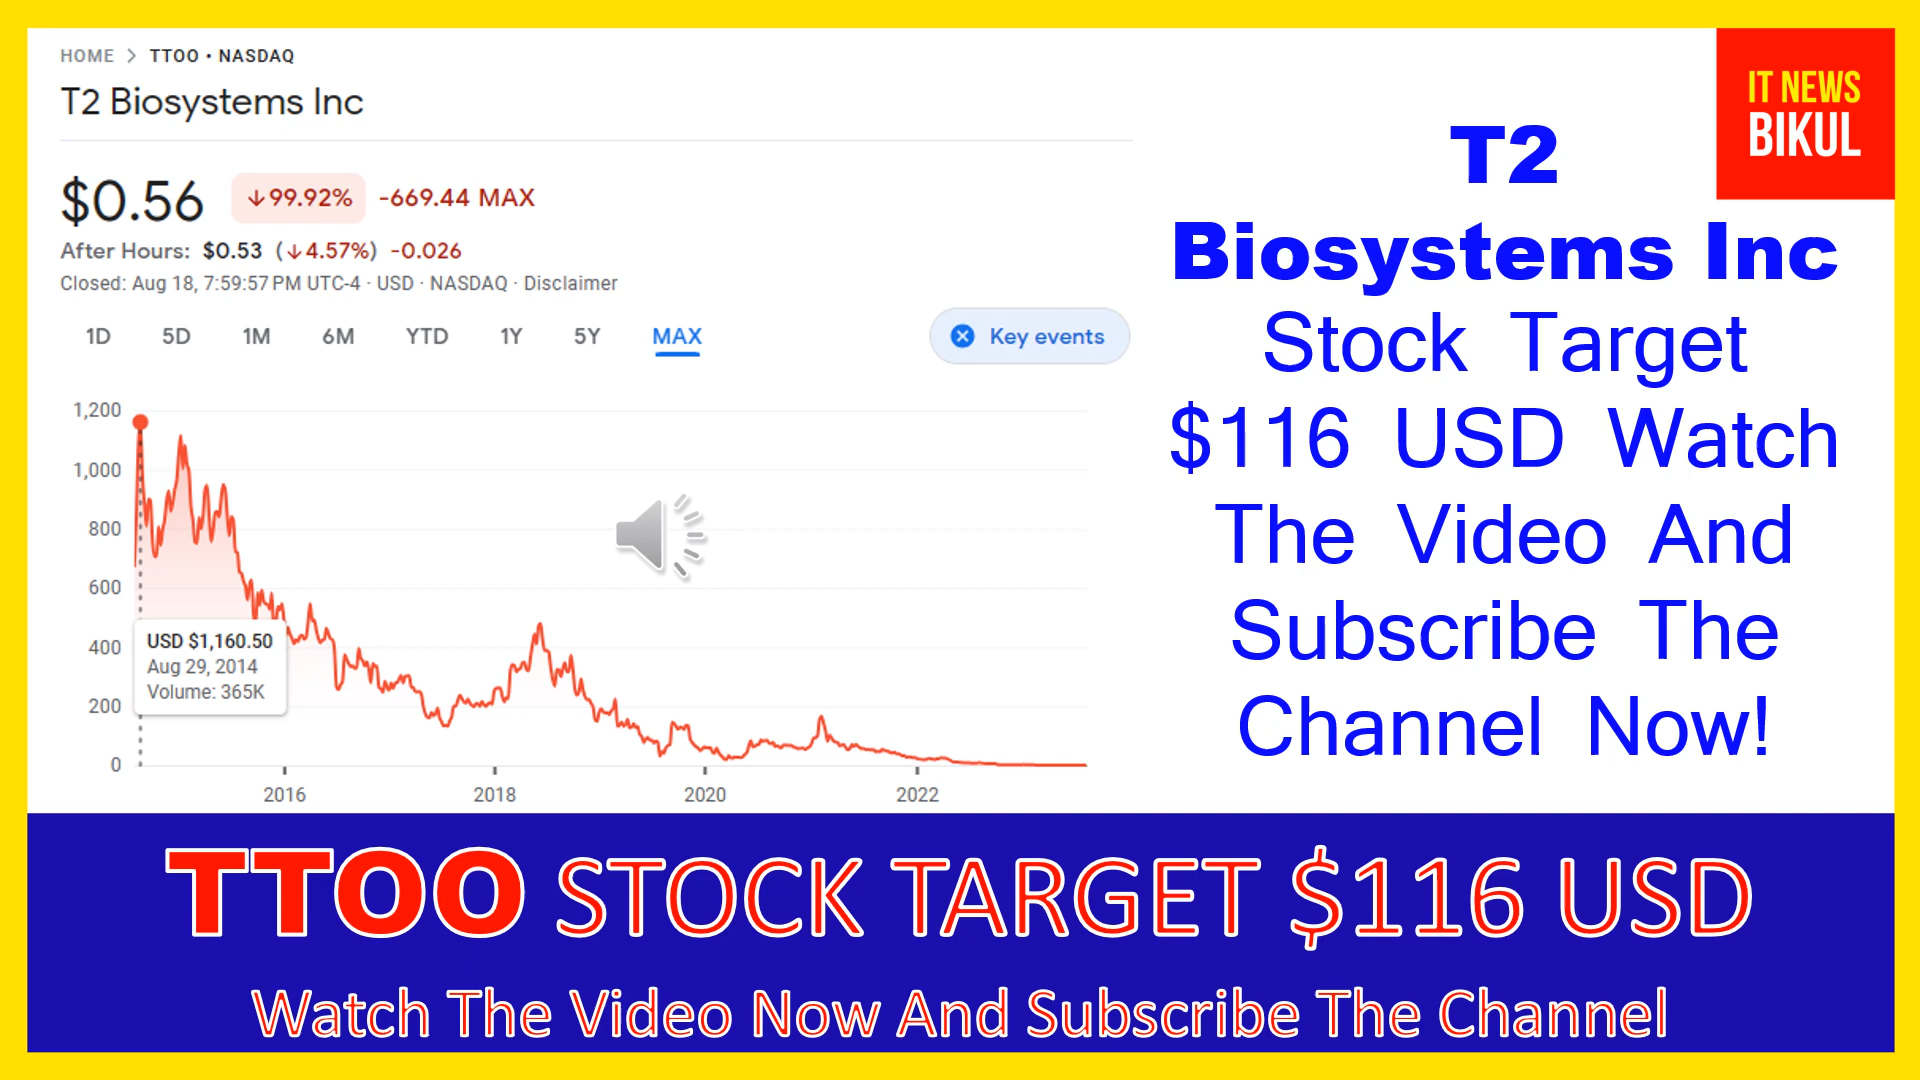 HOME > TTOO • NASDAQ
T2 Biosystems Inc
$0.56 ↓99.92% -669.44 MAX
After Hours: $0.53 (↓4.57%) -0.026
Closed: Aug 18, 7:59:57 PM UTC-4 · USD · NASDAQ · Disclaimer
1D 5D 1M 6M YTD 1Y 5Y MAX
Key events
1,200
1,000
800
600
400
200
0
USD $1,160.50
Aug 29, 2014
Volume: 365K
2016 2018 2020 2022
IT NEWS
BIKUL
T2
Biosystems Inc
Stock Target
$116 USD Watch
The Video And
Subscribe The
Channel Now!
TTOO STOCK TARGET $116 USD
Watch The Video Now And Subscribe The Channel